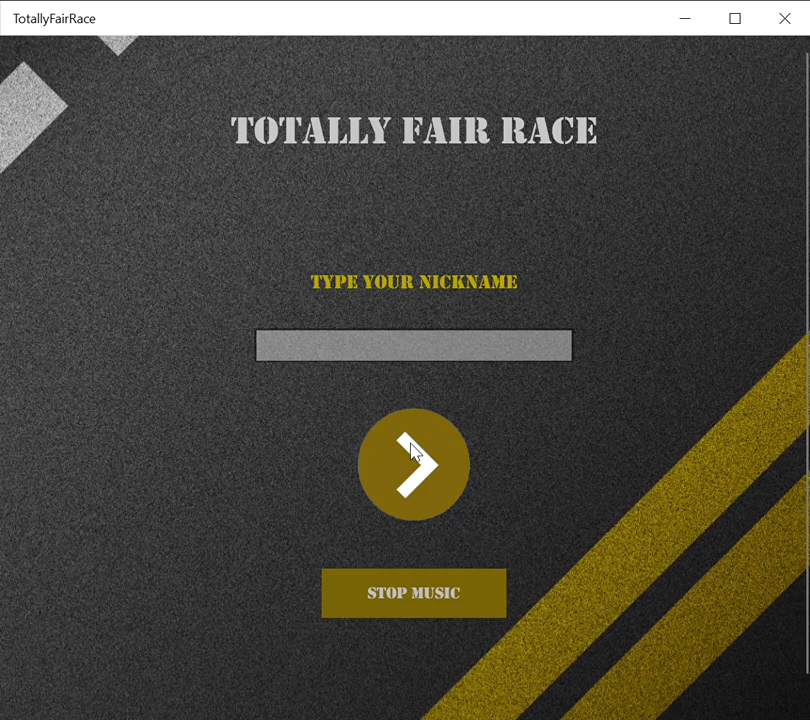 TotallyFairRace
TOTALLY FAIR RACE
TYPE YOUR NICKNAME
STOP MUSIC